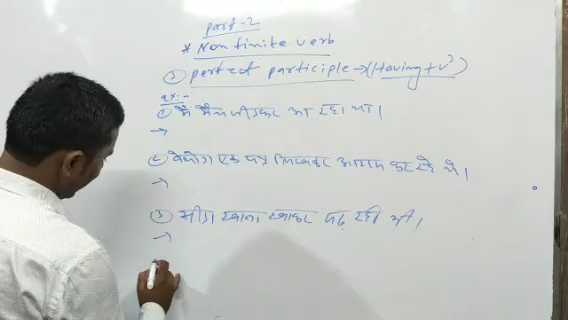 part-2
* Non finite verb
① perfect participle → (Having + v³)
ex:-
① मै मैच जीतकर आ रहा था।
→
② वेलोग एक पत्र लिखकर आराम कर रहे थे।
→
③ सीता खाना खाकर पढ़ रही थी।
→